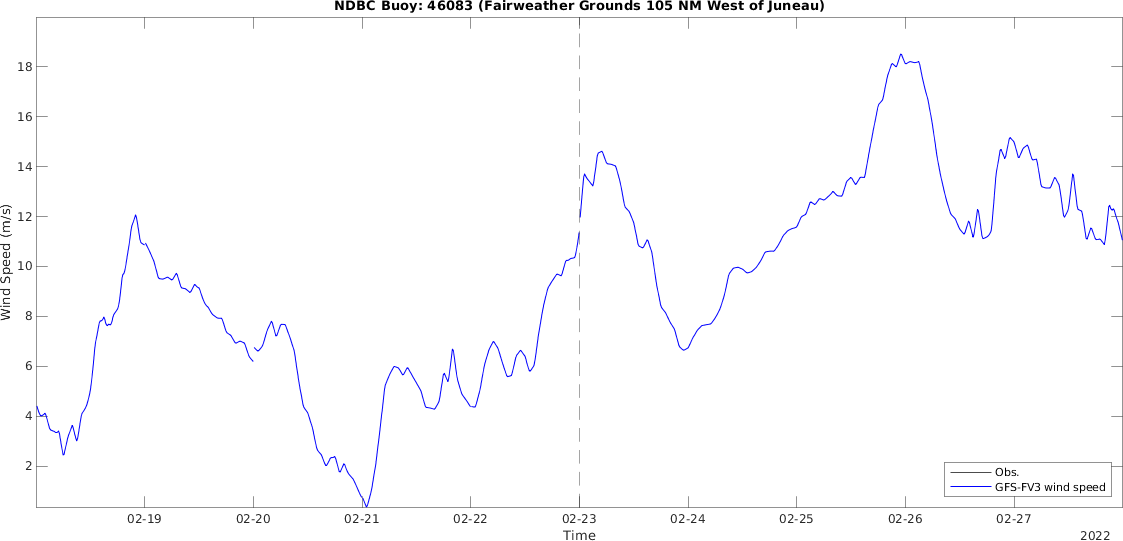 NDBC Buoy: 46083 (Fairweather Grounds 105 NM West of Juneau)
18
16
14
12
10
8
6
4
2
Wind Speed (m/s)
Obs.
GFS-FV3 wind speed
02-19 02-20 02-21 02-22 02-23 02-24 02-25 02-26 02-27
Time
2022